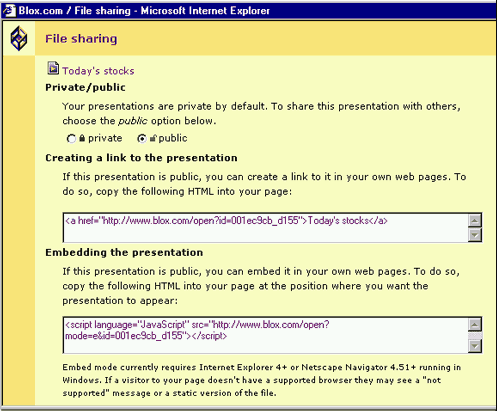 Blox.com / File sharing - Microsoft Internet Explorer
File sharing
Today's stocks
Private/public
Your presentations are private by default. To share this presentation with others,
choose the public option below.
private public
Creating a link to the presentation
If this presentation is public, you can create a link to it in your own web pages. To
do so, copy the following HTML into your page:
<a href="http://www.blox.com/open?id=001ec9cb_d155">Today's stocks</a>
Embedding the presentation
If this presentation is public, you can embed it in your own web pages. To do so,
copy the following HTML into your page at the position where you want the
presentation to appear:
<script language="JavaScript" src="http://www.blox.com/open?
mode=e&id=001ec9cb_d155"></script>
Embed mode currently requires Internet Explorer 4+ or Netscape Navigator 4.51+ running in
Windows. If a visitor to your page doesn't have a supported browser they may see a "not
supported" message or a static version of the file.